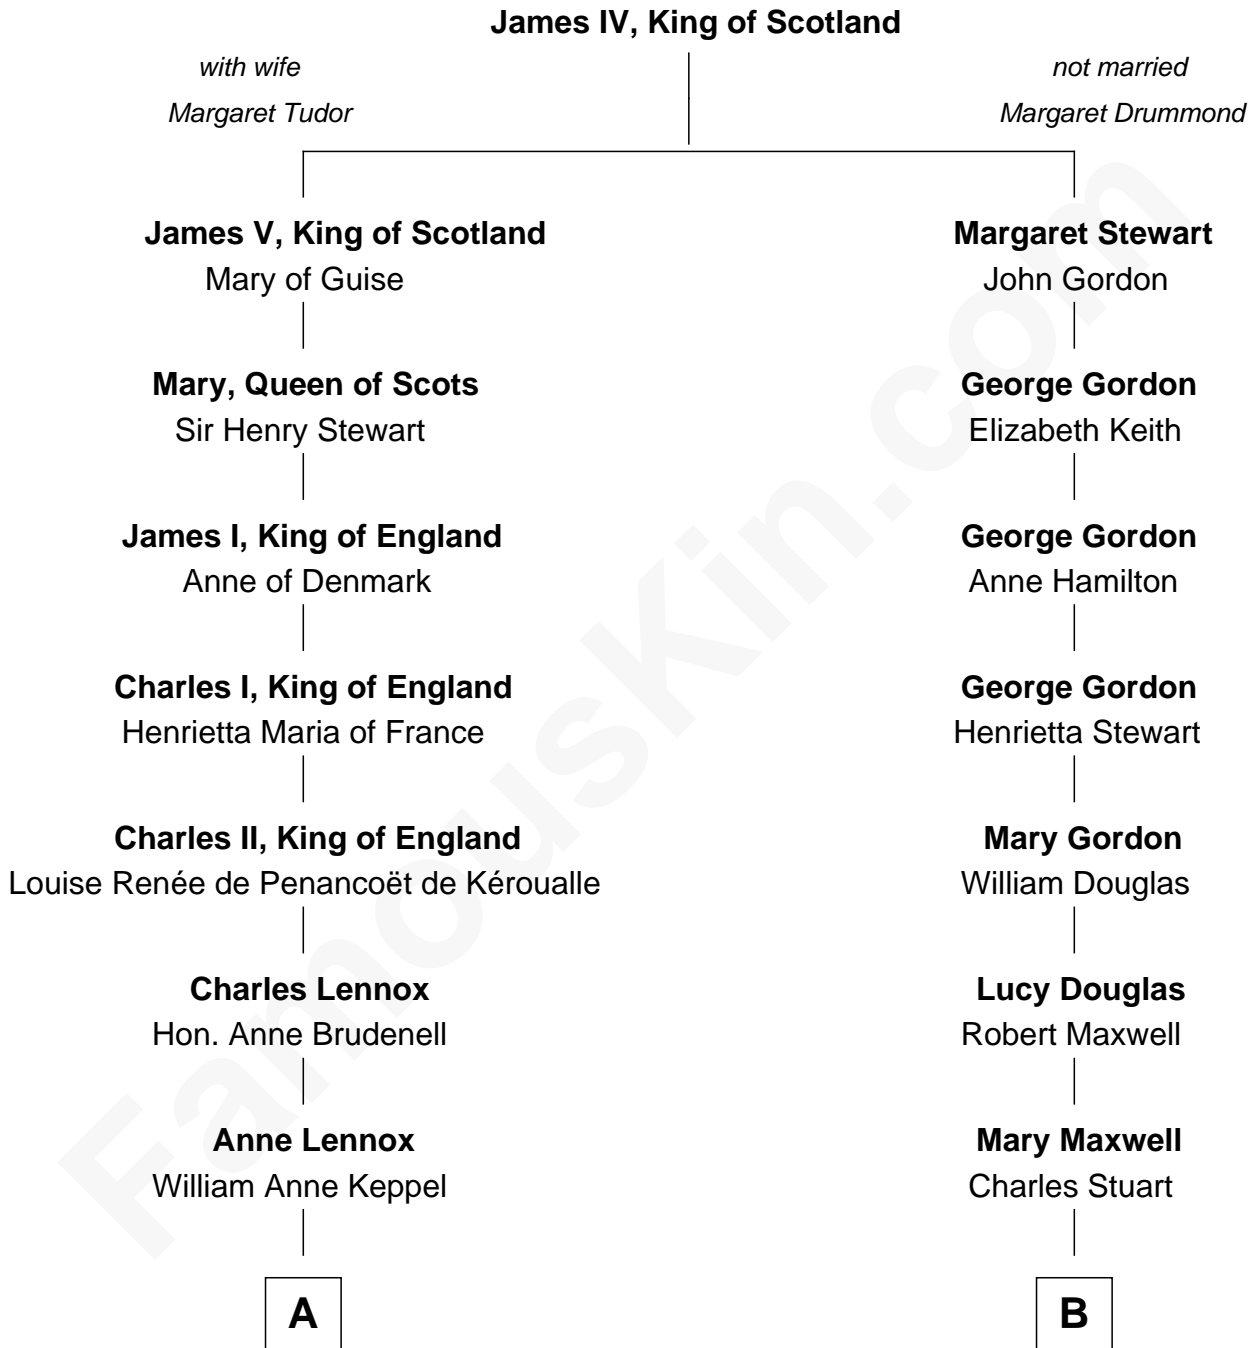 James IV, King of Scotland
with wife
Margaret Tudor
not married
Margaret Drummond
James V, King of Scotland
Mary of Guise
Margaret Stewart
John Gordon
Mary, Queen of Scots
Sir Henry Stewart
George Gordon
Elizabeth Keith
James I, King of England
Anne of Denmark
George Gordon
Anne Hamilton
Charles I, King of England
Henrietta Maria of France
George Gordon
Henrietta Stewart
Charles II, King of England
Louise Renée de Penancoët de Kéroualle
Mary Gordon
William Douglas
Charles Lennox
Hon. Anne Brudenell
Lucy Douglas
Robert Maxwell
Anne Lennox
William Anne Keppel
Mary Maxwell
Charles Stuart
A
B
FamousKin.com